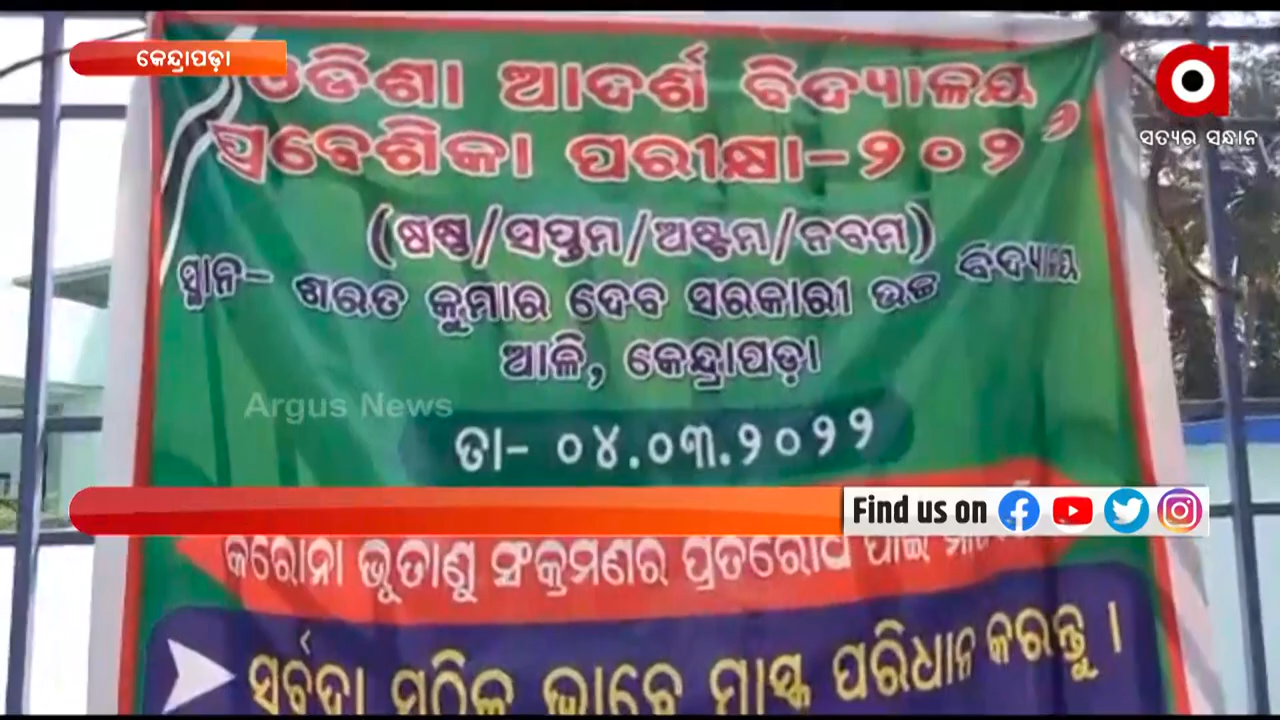 କେନ୍ଦ୍ରାପଡ଼ା
ସତ୍ୟର ସନ୍ଧାନ
ଓଡିଶା ଆଦର୍ଶ ବିଦ୍ୟାଳୟ
ପ୍ରବେଶିକା ପରୀକ୍ଷା-୨୦୨
(ଷଷ୍ଠ/ସପ୍ତମ/ଅଷ୍ଟମ/ନବମ)
ସ୍ଥାନ- ଶରତ କୁମାର ଦେବ ସରକାରୀ ଉଚ୍ଚ ବିଦ୍ୟାଳୟ
ଆଳି, କେନ୍ଦ୍ରାପଡ଼ା
Argus News
ତା- ୦୪.୦୩.୨୦୨୨
Find us on
କରୋନା ଭୂତାଣୁ ସଂକ୍ରମଣର ପ୍ରତିରୋଧ ପାଇଁ
ସର୍ବଦା ସଠିକ ଭାବେ ମାସ୍କ ପରିଧାନ କରନ୍ତୁ ।